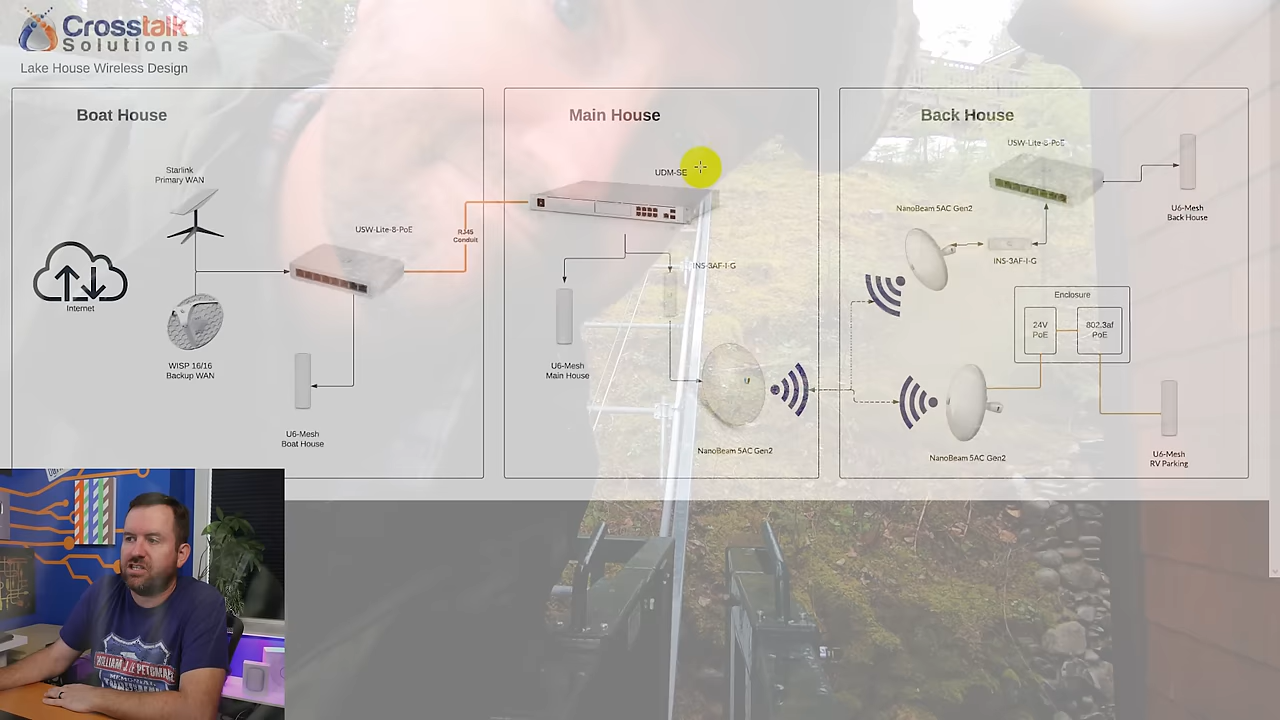 Crosstalk
Solutions
Lake House Wireless Design
Boat House
Starlink
Primary WAN
Internet
WISP 16/16
Backup WAN
USW-Lite-8-PoE
RJ45
Conduit
U6-Mesh
Boat House
Main House
UDM-SE
INS-3AF-I-G
U6-Mesh
Main House
NanoBeam 5AC Gen2
Back House
USW-Lite-8-PoE
NanoBeam 5AC Gen2
INS-3AF-I-G
U6-Mesh
Back House
Enclosure
24V
PoE
802.3af
PoE
NanoBeam 5AC Gen2
U6-Mesh
RV Parking
MEMORIAL